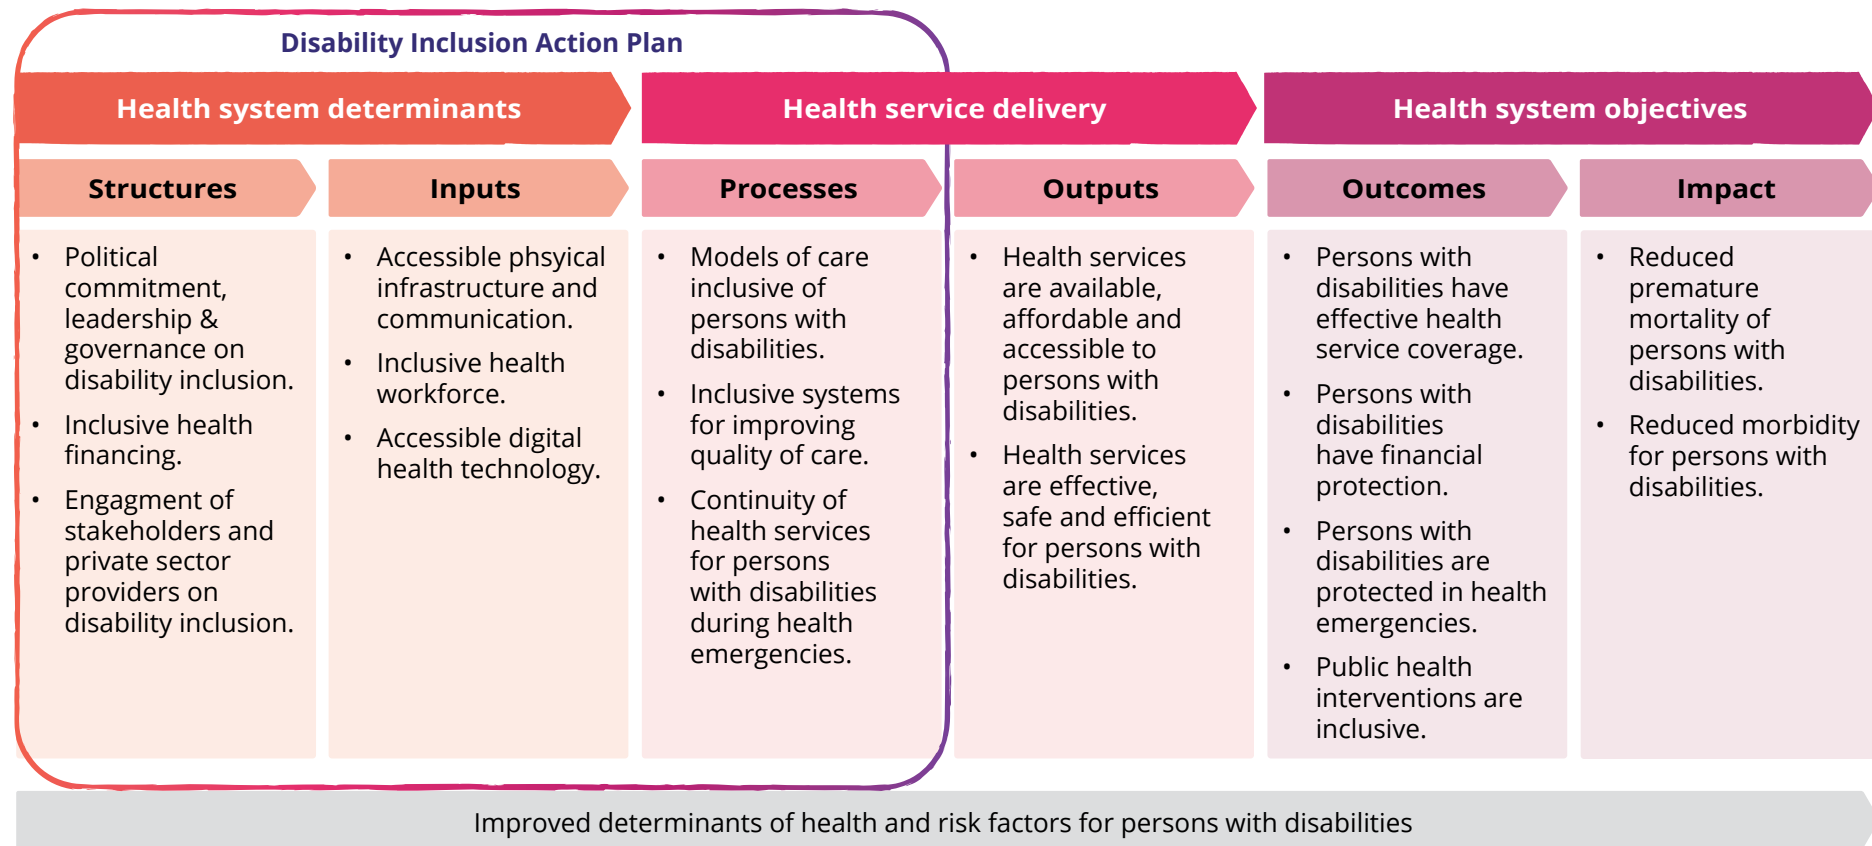 Disability Inclusion Action Plan
Health system determinants
Health service delivery
Health system objectives
Structures
Inputs
Processes
Outputs
Outcomes
Impact
• Political
commitment,
leadership &
governance on
disability inclusion.
• Inclusive health
financing.
• Engagment of
stakeholders and
private sector
providers on
disability inclusion.
• Accessible phsyical
infrastructure and
communication.
• Inclusive health
workforce.
• Accessible digital
health technology.
• Models of care
inclusive of
persons with
disabilities.
• Inclusive systems
for improving
quality of care.
• Continuity of
health services
for persons
with disabilities
during health
emergencies.
• Health services
are available,
affordable and
accessible to
persons with
disabilities.
• Health services
are effective,
safe and efficient
for persons with
disabilities.
• Persons with
disabilities have
effective health
service coverage.
• Persons with
disabilities
have financial
protection.
• Persons with
disabilities are
protected in health
emergencies.
• Public health
interventions are
inclusive.
• Reduced
premature
mortality of
persons with
disabilities.
• Reduced morbidity
for persons with
disabilities.
Improved determinants of health and risk factors for persons with disabilities